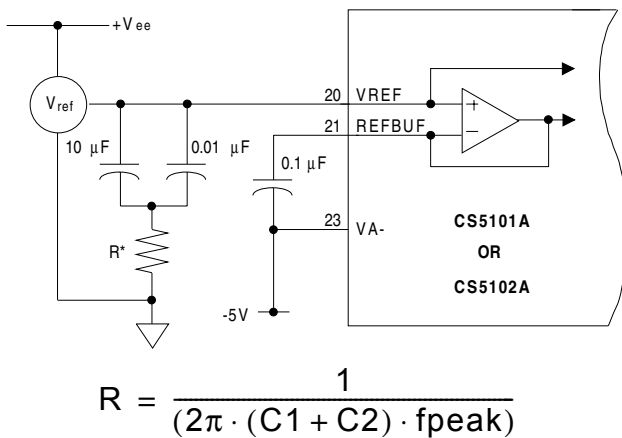 +Vee
Vref
20 VREF
21 REFBUF
10 µF
0.01 µF
0.1 µF
23 VA-
R*
-5V
+
−
CS5101A
OR
CS5102A
R = 1 / (2π · (C1 + C2) · fpeak)